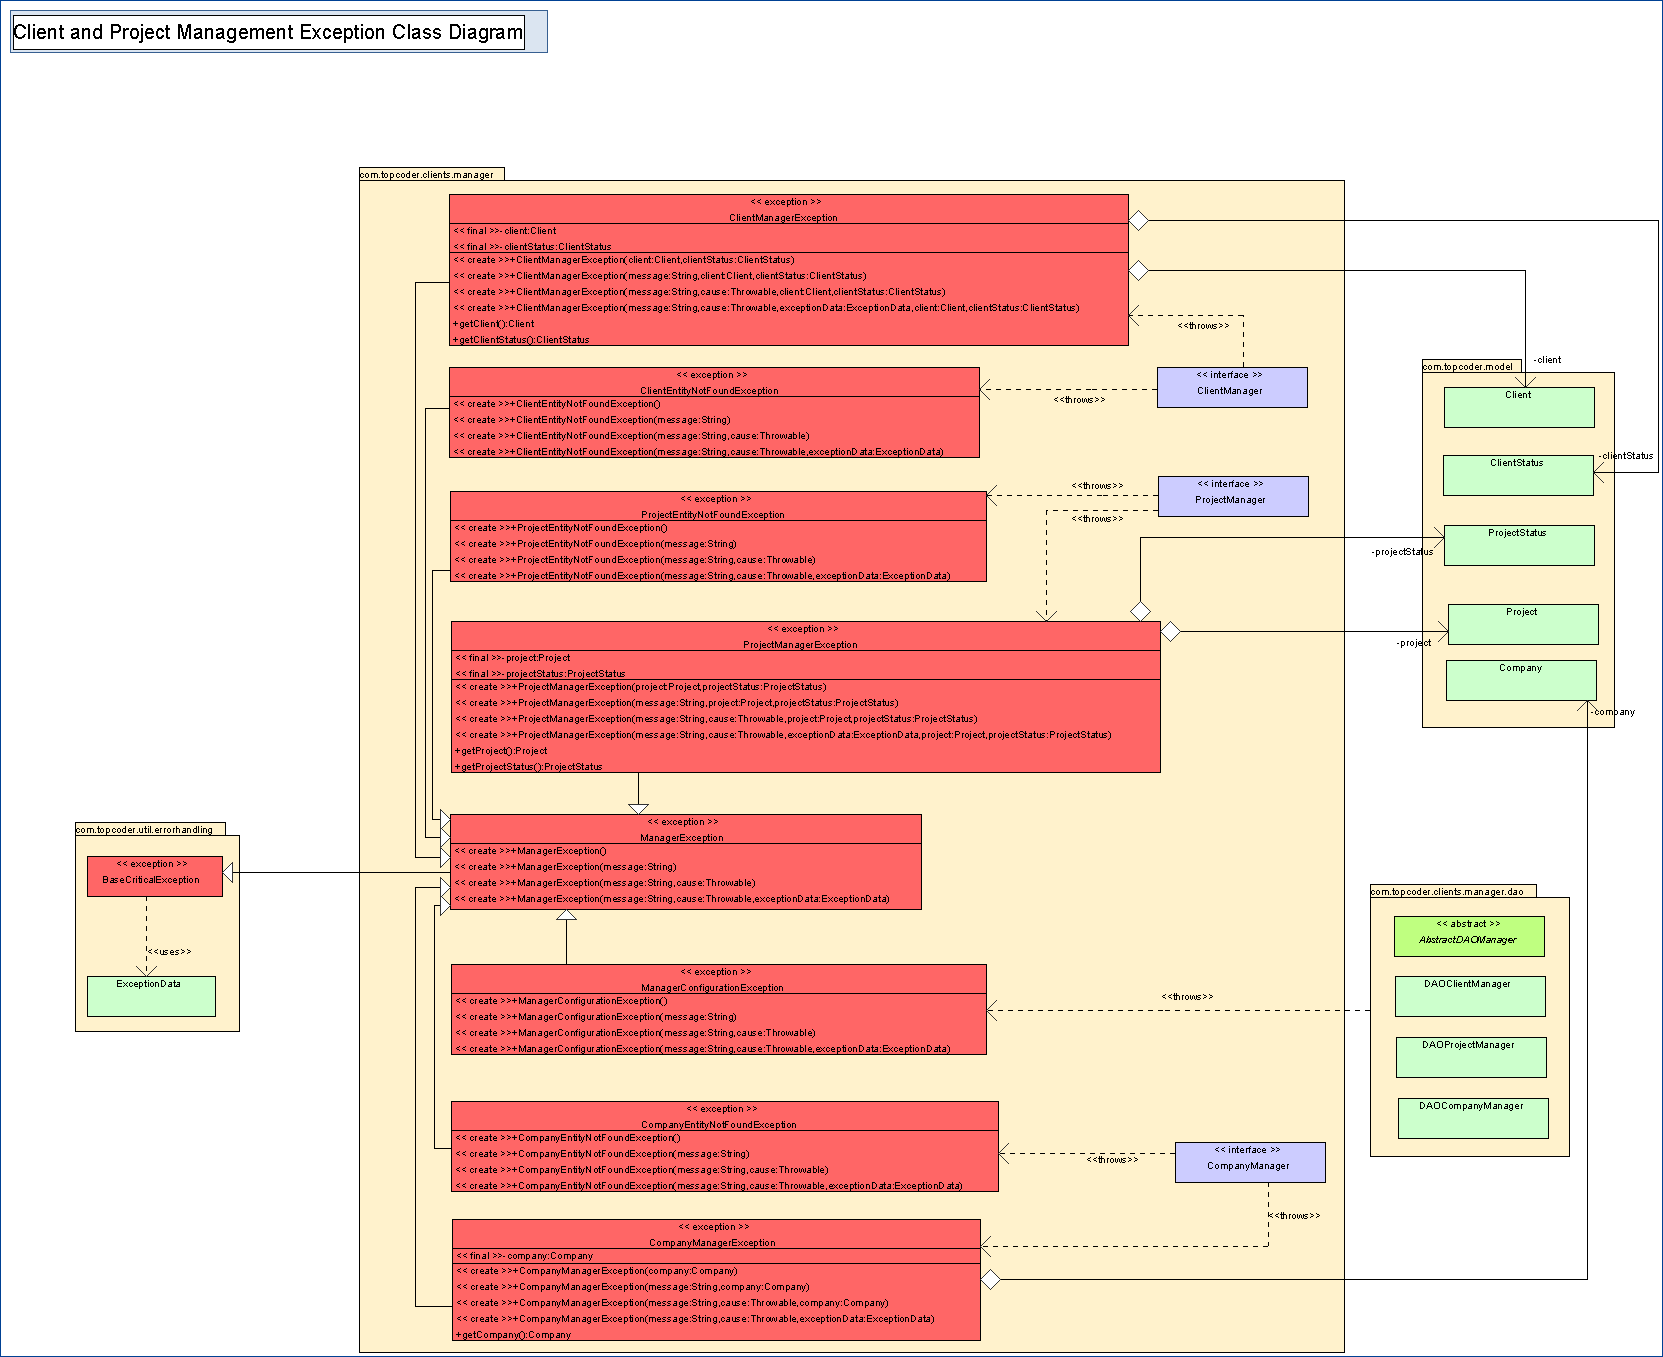 Client and Project Management Exception Class Diagram
com.topcoder.clients.manager
<< exception >>
ClientManagerException
<< final >>- client:Client
<< final >>- clientStatus:ClientStatus
<< create >>+ClientManagerException(client:Client,clientStatus:ClientStatus)
<< create >>+ClientManagerException(message:String,client:Client,clientStatus:ClientStatus)
<< create >>+ClientManagerException(message:String,cause:Throwable,client:Client,clientStatus:ClientStatus)
<< create >>+ClientManagerException(message:String,cause:Throwable,exceptionData:ExceptionData,client:Client,clientStatus:ClientStatus)
+getClient():Client
+getClientStatus():ClientStatus
<<throws>>
<< exception >>
ClientEntityNotFoundException
<< create >>+ClientEntityNotFoundException()
<< create >>+ClientEntityNotFoundException(message:String)
<< create >>+ClientEntityNotFoundException(message:String,cause:Throwable)
<< create >>+ClientEntityNotFoundException(message:String,cause:Throwable,exceptionData:ExceptionData)
<< interface >>
ClientManager
<<throws>>
<< exception >>
ProjectEntityNotFoundException
<< create >>+ProjectEntityNotFoundException()
<< create >>+ProjectEntityNotFoundException(message:String)
<< create >>+ProjectEntityNotFoundException(message:String,cause:Throwable)
<< create >>+ProjectEntityNotFoundException(message:String,cause:Throwable,exceptionData:ExceptionData)
<<throws>>
<< interface >>
ProjectManager
<<throws>>
<< exception >>
ProjectManagerException
<< final >>- project:Project
<< final >>- projectStatus:ProjectStatus
<< create >>+ProjectManagerException(project:Project,projectStatus:ProjectStatus)
<< create >>+ProjectManagerException(message:String,project:Project,projectStatus:ProjectStatus)
<< create >>+ProjectManagerException(message:String,cause:Throwable,project:Project,projectStatus:ProjectStatus)
<< create >>+ProjectManagerException(message:String,cause:Throwable,exceptionData:ExceptionData,project:Project,projectStatus:ProjectStatus)
+getProject():Project
+getProjectStatus():ProjectStatus
-client
com.topcoder.model
Client
-clientStatus
ClientStatus
ProjectStatus
-projectStatus
Project
-project
Company
-company
com.topcoder.util.errorhandling
<< exception >>
BaseCriticalException
<<uses>>
ExceptionData
<< exception >>
ManagerException
<< create >>+ManagerException()
<< create >>+ManagerException(message:String)
<< create >>+ManagerException(message:String,cause:Throwable)
<< create >>+ManagerException(message:String,cause:Throwable,exceptionData:ExceptionData)
com.topcoder.clients.manager.dao
<< abstract >>
AbstractDAOManager
DAOClientManager
DAOProjectManager
DAOCompanyManager
<< exception >>
ManagerConfigurationException
<< create >>+ManagerConfigurationException()
<< create >>+ManagerConfigurationException(message:String)
<< create >>+ManagerConfigurationException(message:String,cause:Throwable)
<< create >>+ManagerConfigurationException(message:String,cause:Throwable,exceptionData:ExceptionData)
<<throws>>
<< exception >>
CompanyEntityNotFoundException
<< create >>+CompanyEntityNotFoundException()
<< create >>+CompanyEntityNotFoundException(message:String)
<< create >>+CompanyEntityNotFoundException(message:String,cause:Throwable)
<< create >>+CompanyEntityNotFoundException(message:String,cause:Throwable,exceptionData:ExceptionData)
<<throws>>
<< interface >>
CompanyManager
<<throws>>
<< exception >>
CompanyManagerException
<< final >>- company:Company
<< create >>+CompanyManagerException(company:Company)
<< create >>+CompanyManagerException(message:String,company:Company)
<< create >>+CompanyManagerException(message:String,cause:Throwable,company:Company)
<< create >>+CompanyManagerException(message:String,cause:Throwable,exceptionData:ExceptionData)
+getCompany():Company